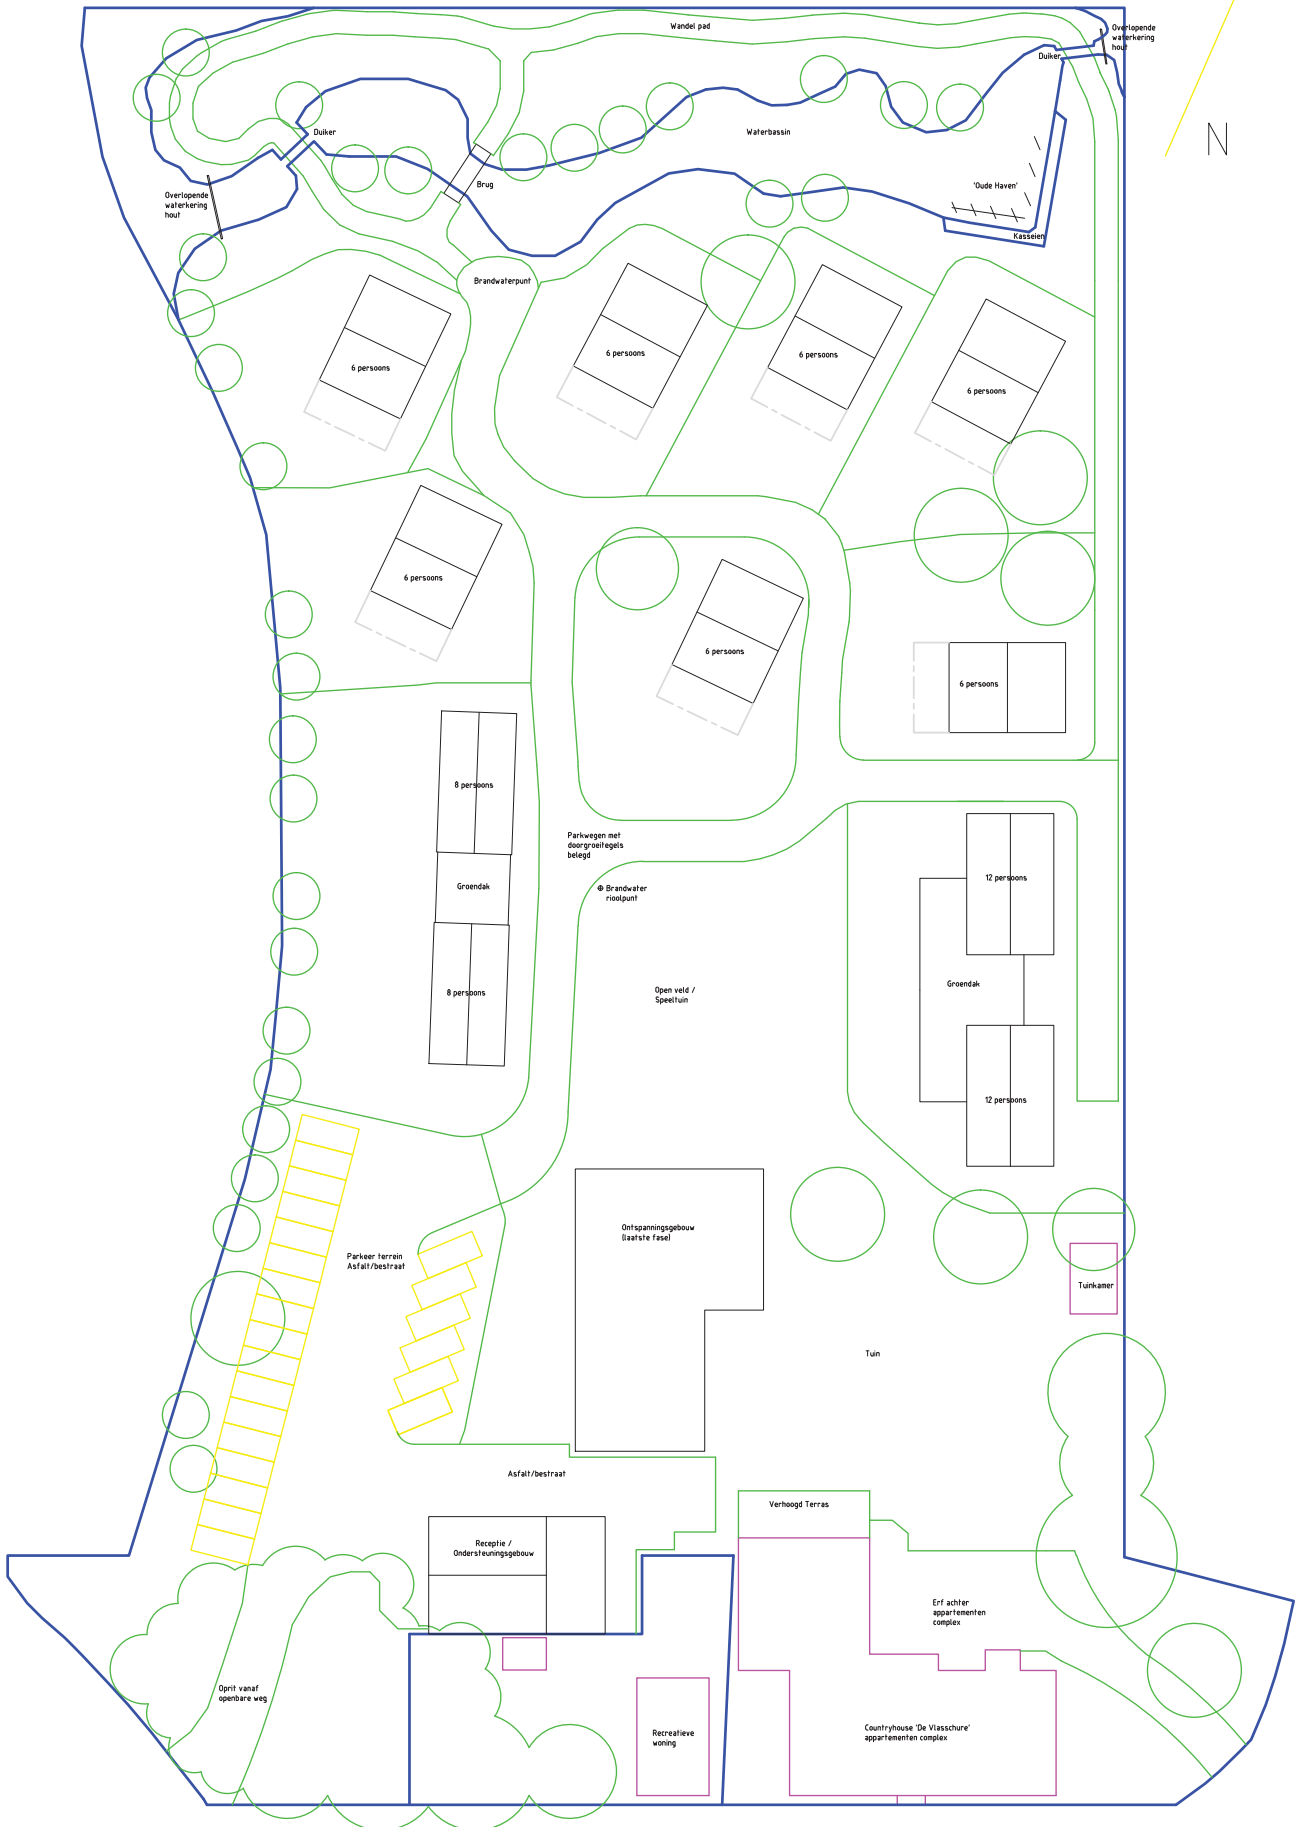 Wandel pad
Overlopende
waterkering
hout
Duiker
N
Duiker
Waterbassin
Brug
'Oude Haven'
Overlopende
waterkering
hout
Kasseien
Brandwaterpunt
6 persoons
6 persoons
6 persoons
6 persoons
6 persoons
6 persoons
6 persoons
8 persoons
Parkwegen met
doorgroeitegels
belegd
Groendak
Brandwater
rioolpunt
12 persoons
8 persoons
Open veld /
Speeltuin
Groendak
12 persoons
Ontspanningsgebouw
(laatste fase)
Parkeer terrein
Asfalt/bestraat
Tuinkamer
Tuin
Asfalt/bestraat
Verhoogd Terras
Receptie /
Ondersteuningsgebouw
Erf achter
appartementen
complex
Oprit vanaf
openbare weg
Recreatieve
woning
Countryhouse 'De Vlasschure'
appartementen complex